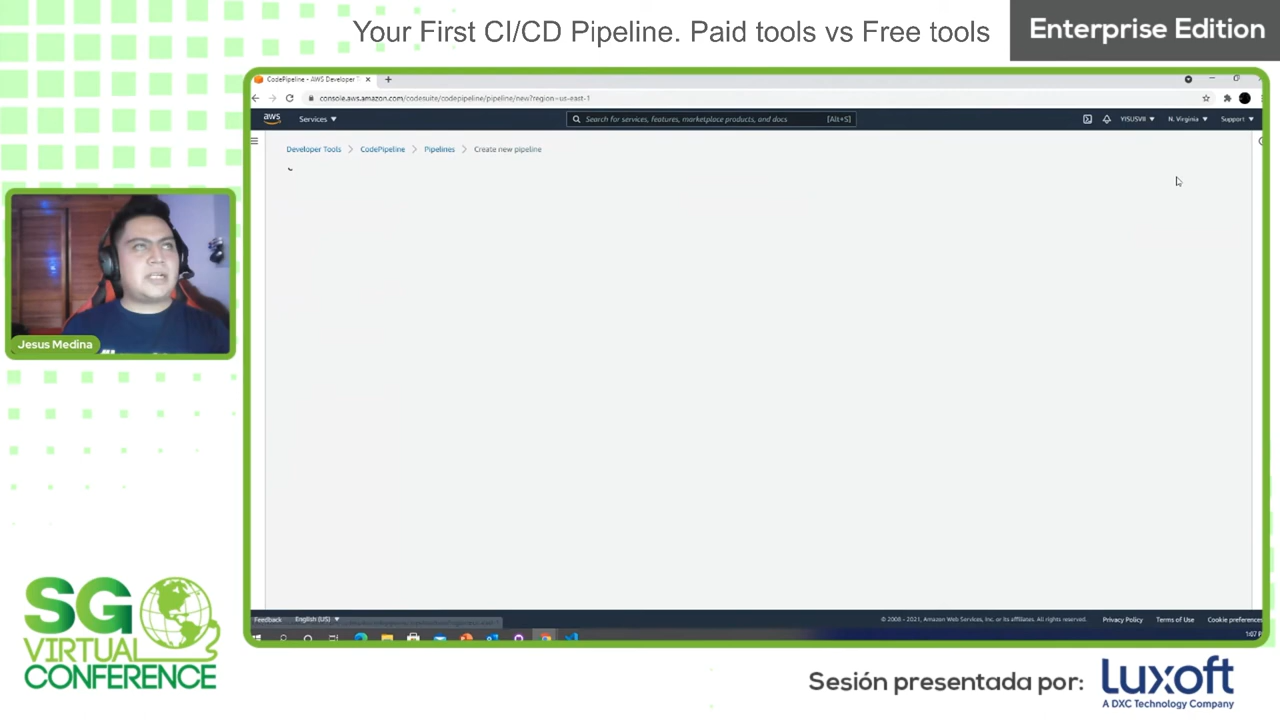 Your First CI/CD Pipeline. Paid tools vs Free tools
Enterprise Edition
CodePipeline - AWS Developer T
console.aws.amazon.com/codesuite/codepipeline/pipeline/new?region=us-east-1
aws
Services
Search for services, features, marketplace products, and docs
[Alt+S]
YISUSVII
N. Virginia
Support
Developer Tools
CodePipeline
Pipelines
Create new pipeline
Jesus Medina
Feedback
English (US)
© 2008 - 2021, Amazon Web Services, Inc. or its affiliates. All rights reserved.
Privacy Policy
Terms of Use
Cookie preferences
1:07 P
SG
VIRTUAL
CONFERENCE
Sesión presentada por:
Luxoft
A DXC Technology Company